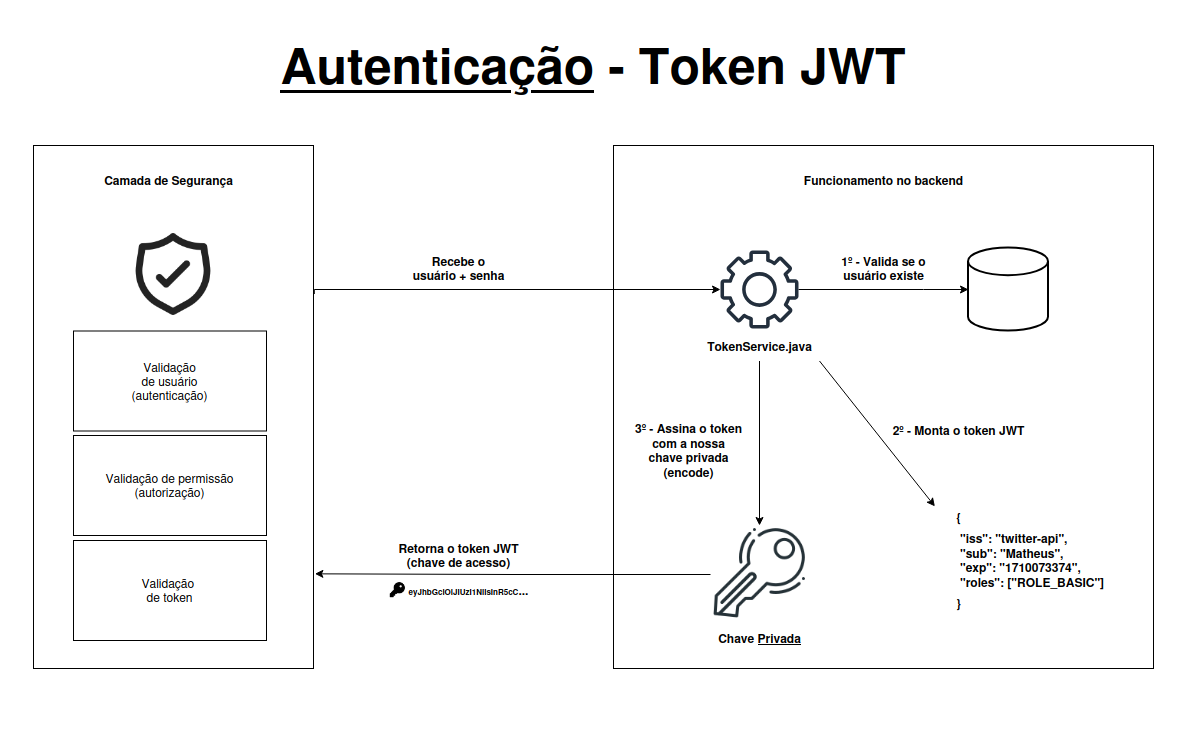 Autenticação - Token JWT
Camada de Segurança
Validação
de usuário
(autenticação)
Validação de permissão
(autorização)
Validação
de token
Recebe o
usuário + senha
Retorna o token JWT
(chave de acesso)
Funcionamento no backend
TokenService.java
1º - Valida se o
usuário existe
2º - Monta o token JWT
3º - Assina o token
com a nossa
chave privada
(encode)
{
"iss": "twitter-api",
"sub": "Matheus",
"exp": "1710073374",
"roles": ["ROLE_BASIC"]
}
Chave Privada